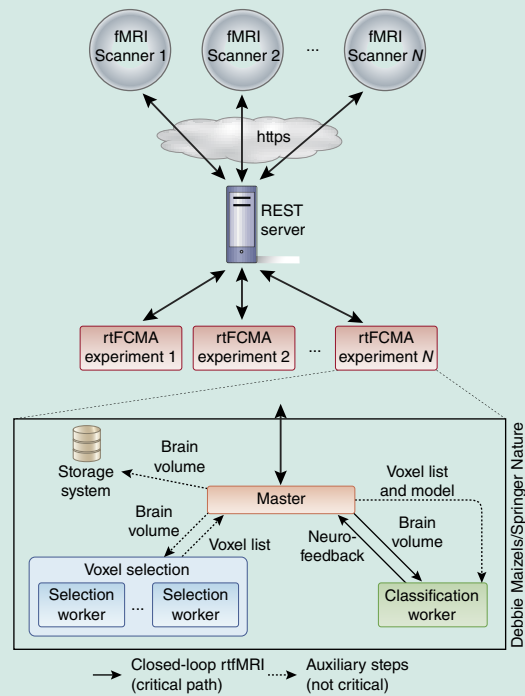 fMRI
Scanner 1
fMRI
Scanner 2
...
fMRI
Scanner N
https
REST
server
rtFCMA
experiment 1
rtFCMA
experiment 2
...
rtFCMA
experiment N
Storage
system
Brain
volume
Master
Voxel list
and model
Brain
volume
Voxel list
Neuro-
feedback
Brain
volume
Voxel selection
Selection
worker
...
Selection
worker
Classification
worker
Closed-loop rtfMRI
(critical path)
Auxiliary steps
(not critical)
Debbie Maizels/Springer Nature